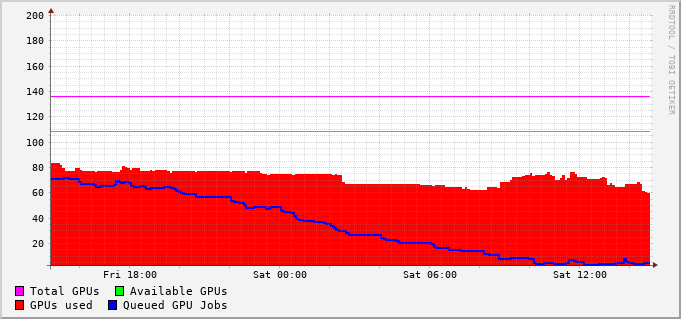 RRDTOOL / TOBI OETIKER
200
180
160
140
120
100
80
60
40
20
Fri 18:00 Sat 00:00 Sat 06:00 Sat 12:00
Total GPUs Available GPUs
GPUs used Queued GPU Jobs